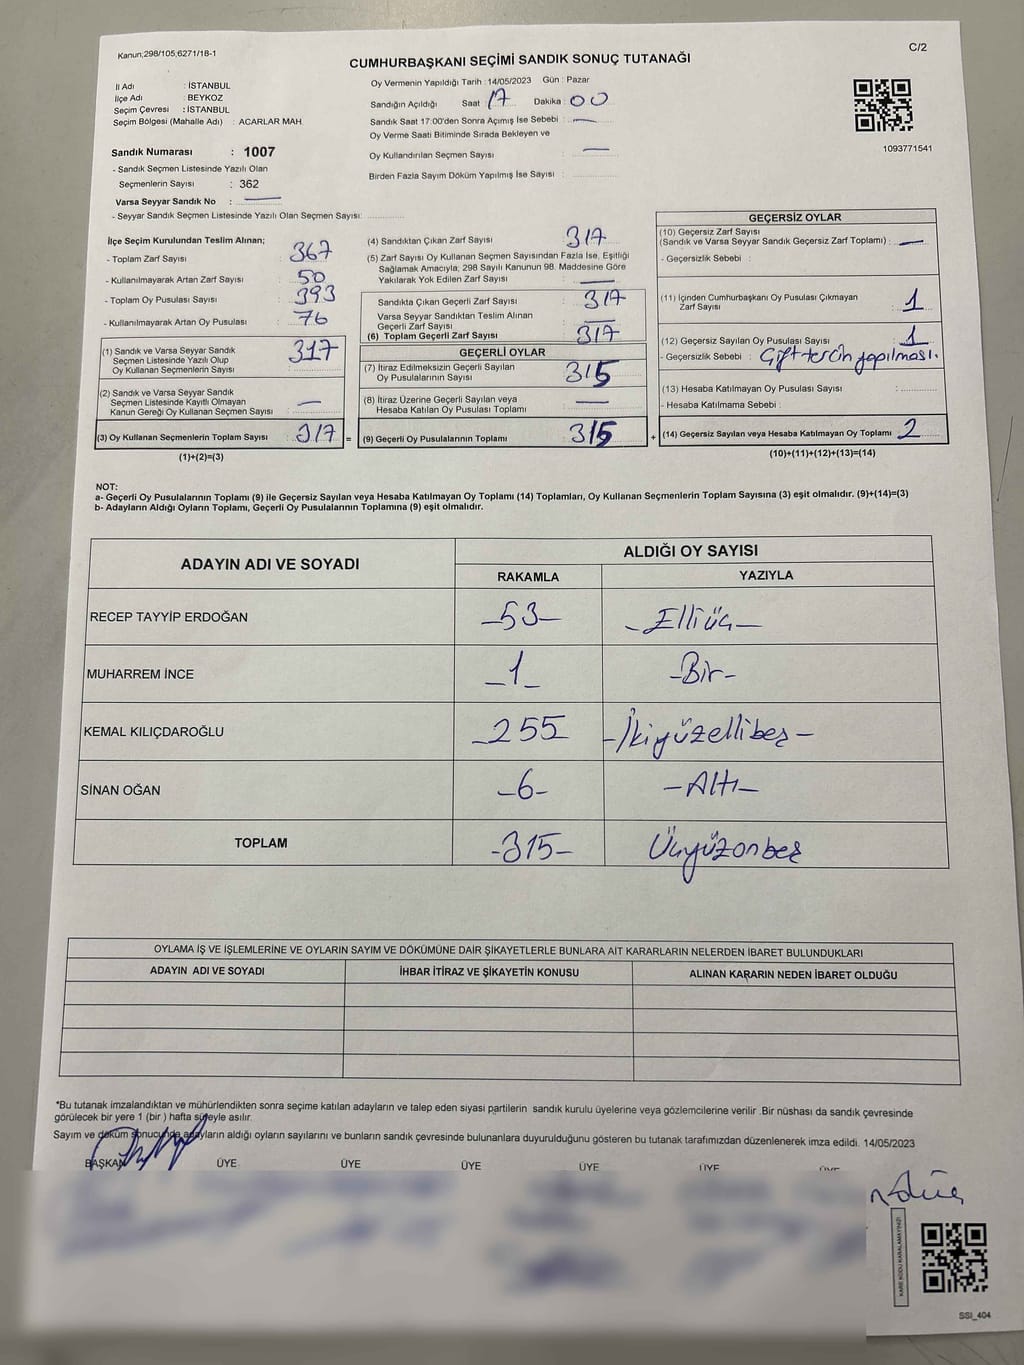 Kanun;298/105,6271/18-1
C/2
CUMHURBAŞKANI SEÇİMİ SANDIK SONUÇ TUTANAĞI
İl Adı : İSTANBUL
İlçe Adı : BEYKOZ
Seçim Çevresi : İSTANBUL
Seçim Bölgesi (Mahalle Adı) : ACARLAR MAH.
Oy Vermenin Yapıldığı Tarih : 14/05/2023 Gün : Pazar
Sandığın Açıldığı Saat 17 Dakika 00
Sandık Saat 17:00'den Sonra Açımış İse Sebebi : —
Oy Verme Saati Bitiminde Sırada Bekleyen ve
Oy Kullandırılan Seçmen Sayısı —
Birden Fazla Sayım Döküm Yapılmış İse Sayısı :
1093771541
Sandık Numarası : 1007
- Sandık Seçmen Listesinde Yazılı Olan
Seçmenlerin Sayısı : 362
Varsa Seyyar Sandık No : —
- Seyyar Sandık Seçmen Listesinde Yazılı Olan Seçmen Sayısı:
İlçe Seçim Kurulundan Teslim Alınan;
- Toplam Zarf Sayısı : 367
- Kullanılmayarak Artan Zarf Sayısı : 50
- Toplam Oy Pusulası Sayısı : 393
- Kullanılmayarak Artan Oy Pusulası : 76
(1) Sandık ve Varsa Seyyar Sandık
Seçmen Listesinde Yazılı Olup
Oy Kullanan Seçmenlerin Sayısı : 317
(2) Sandık ve Varsa Seyyar Sandık
Seçmen Listesinde Kayıtlı Olmayan
Kanun Gereği Oy Kullanan Seçmen Sayısı : —
(3) Oy Kullanan Seçmenlerin Toplam Sayısı : 317 =
(1)+(2)=(3)
(4) Sandıktan Çıkan Zarf Sayısı : 317
(5) Zarf Sayısı Oy Kullanan Seçmen Sayısından Fazla İse, Eşitliği
Sağlamak Amacıyla; 298 Sayılı Kanunun 98. Maddesine Göre
Yakılarak Yok Edilen Zarf Sayısı : —
Sandıkta Çıkan Geçerli Zarf Sayısı : 317
Varsa Seyyar Sandıktan Teslim Alınan
Geçerli Zarf Sayısı : —
(6) Toplam Geçerli Zarf Sayısı : 317
GEÇERLİ OYLAR
(7) İtiraz Edilmeksizin Geçerli Sayılan
Oy Pusulalarının Sayısı : 315
(8) İtiraz Üzerine Geçerli Sayılan veya
Hesaba Katılan Oy Pusulası Toplamı : —
(9) Geçerli Oy Pusulalarının Toplamı : 315 +
GEÇERSİZ OYLAR
(10) Geçersiz Zarf Sayısı
(Sandık ve Varsa Seyyar Sandık Geçersiz Zarf Toplamı) : —
- Geçersizlik Sebebi :
(11) İçinden Cumhurbaşkanı Oy Pusulası Çıkmayan
Zarf Sayısı : 1
(12) Geçersiz Sayılan Oy Pusulası Sayısı : 1
- Geçersizlik Sebebi : Çift tercih yapılması.
(13) Hesaba Katılmayan Oy Pusulası Sayısı :
- Hesaba Katılmama Sebebi :
(14) Geçersiz Sayılan veya Hesaba Katılmayan Oy Toplamı : 2
(10)+(11)+(12)+(13)=(14)
NOT:
a- Geçerli Oy Pusulalarının Toplamı (9) ile Geçersiz Sayılan veya Hesaba Katılmayan Oy Toplamı (14) Toplamları, Oy Kullanan Seçmenlerin Toplam Sayısına (3) eşit olmalıdır. (9)+(14)=(3)
b- Adayların Aldığı Oyların Toplamı, Geçerli Oy Pusulalarının Toplamına (9) eşit olmalıdır.
ADAYIN ADI VE SOYADI ALDIĞI OY SAYISI
RAKAMLA YAZIYLA
RECEP TAYYİP ERDOĞAN -53- -Elliüç-
MUHARREM İNCE -1- -Bir-
KEMAL KILIÇDAROĞLU -255 -İkiyüzellibeş-
SİNAN OĞAN -6- -Altı-
TOPLAM -315- Üçyüzonbeş
OYLAMA İŞ VE İŞLEMLERİNE VE OYLARIN SAYIM VE DÖKÜMÜNE DAİR ŞİKAYETLERLE BUNLARA AİT KARARLARIN NELERDEN İBARET BULUNDUKLARI
ADAYIN ADI VE SOYADI İHBAR İTİRAZ VE ŞİKAYETİN KONUSU ALINAN KARARIN NEDEN İBARET OLDUĞU
*Bu tutanak imzalandıktan ve mühürlendikten sonra seçime katılan adayların ve talep eden siyasi partilerin sandık kurulu üyelerine veya gözlemcilerine verilir .Bir nüshası da sandık çevresinde
görülecek bir yere 1 (bir ) hafta süreyle asılır.
Sayım ve döküm sonucunda adayların aldığı oyların sayılarını ve bunların sandık çevresinde bulunanlara duyurulduğunu gösteren bu tutanak tarafımızdan düzenlenerek imza edildi. 14/05/2023
BAŞKAN ÜYE ÜYE ÜYE ÜYE ÜYE ÜYE
KARE KODU KARALAMAYINIZ!
SSI_404